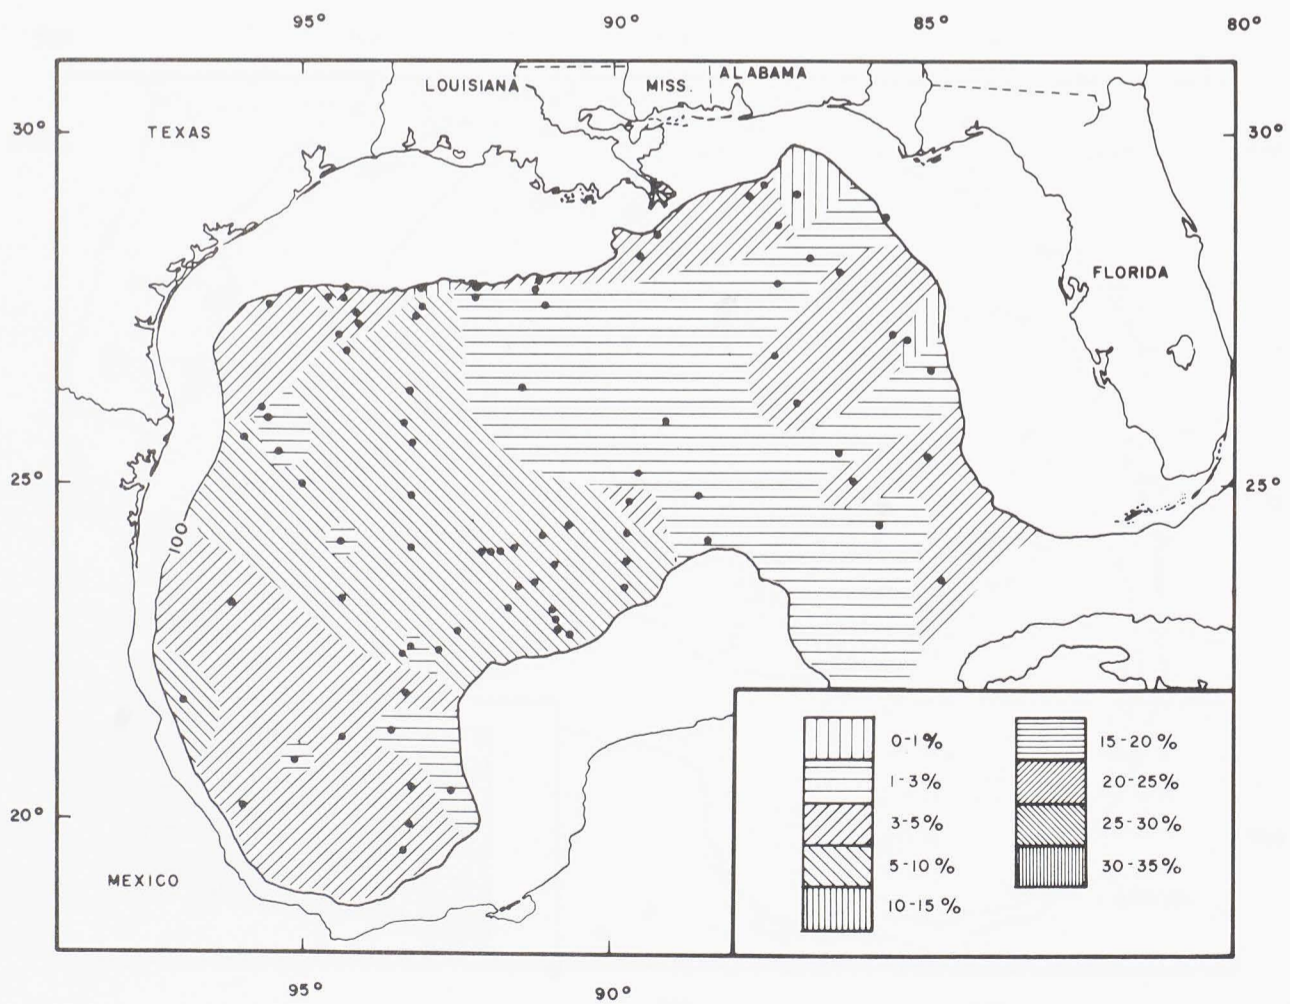 95° 90° 85° 80°
LOUISIANA MISS. ALABAMA
30° TEXAS 30°
FLORIDA
25° 25°
100
0-1%
1-3%
3-5%
5-10%
10-15%
15-20%
20-25%
25-30%
30-35%
20°
MEXICO
95° 90°